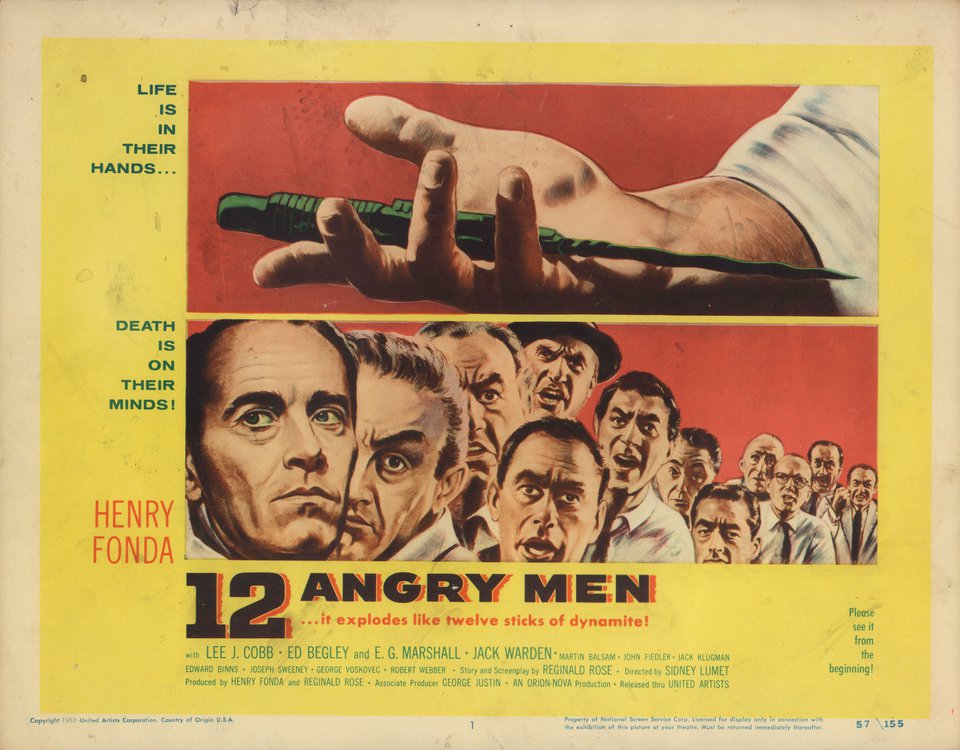 LIFE
IS
IN
THEIR
HANDS...
DEATH
IS
ON
THEIR
MINDS!
HENRY
FONDA
12 ANGRY MEN
...it explodes like twelve sticks of dynamite!
with LEE J. COBB · ED BEGLEY and E. G. MARSHALL · JACK WARDEN · MARTIN BALSAM · JOHN FIEDLER · JACK KLUGMAN
EDWARD BINNS · JOSEPH SWEENEY · GEORGE VOSKOVEC · ROBERT WEBBER · Story and Screenplay by REGINALD ROSE · Directed by SIDNEY LUMET
Produced by HENRY FONDA and REGINALD ROSE · Associate Producer GEORGE JUSTIN · AN ORION-NOVA Production · Released thru UNITED ARTISTS
Please
see it
from
the
beginning!
Copyright 1957-United Artists Corporation. Country of Origin U.S.A.
1
Property of National Screen Service Corp. Licensed for display only in connection with
the exhibition of this picture at your theatre. Must be returned immediately thereafter.
57 155